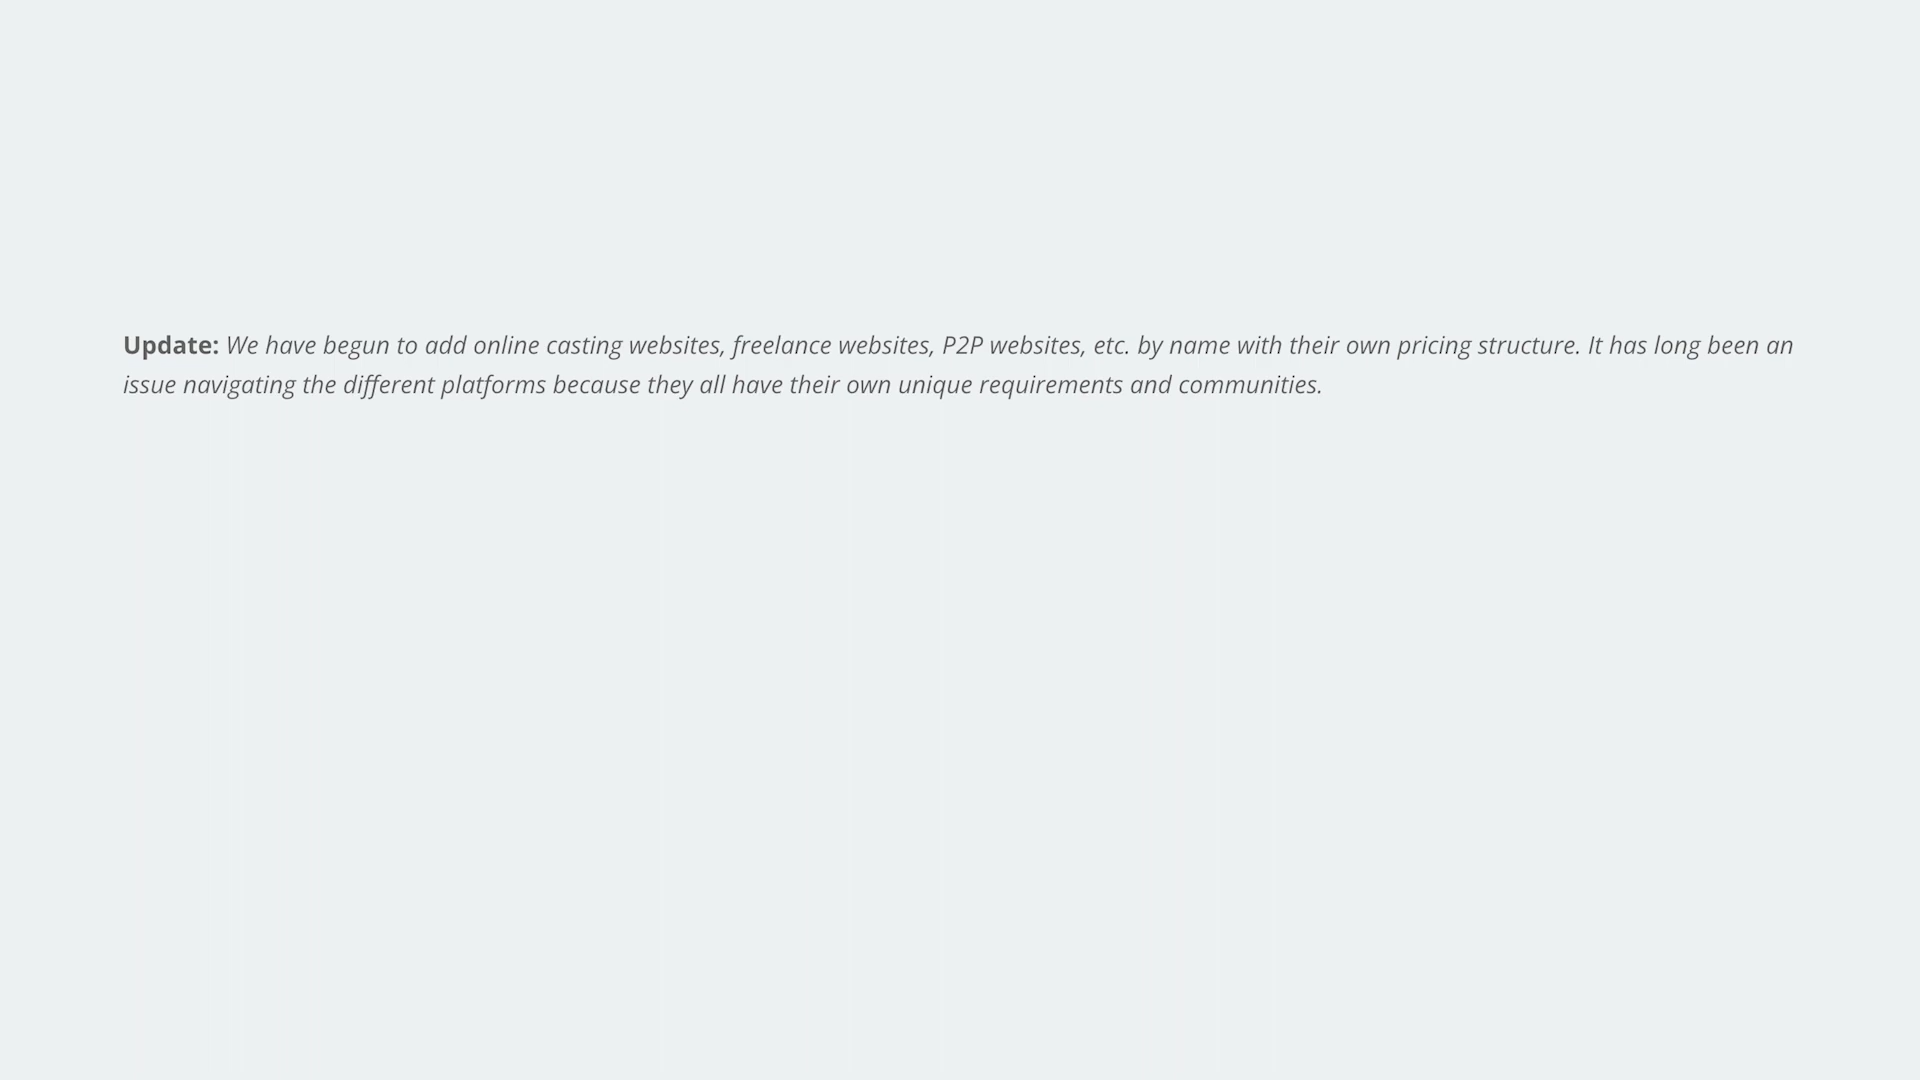 Update: We have begun to add online casting websites, freelance websites, P2P websites, etc. by name with their own pricing structure. It has long been an
issue navigating the different platforms because they all have their own unique requirements and communities.